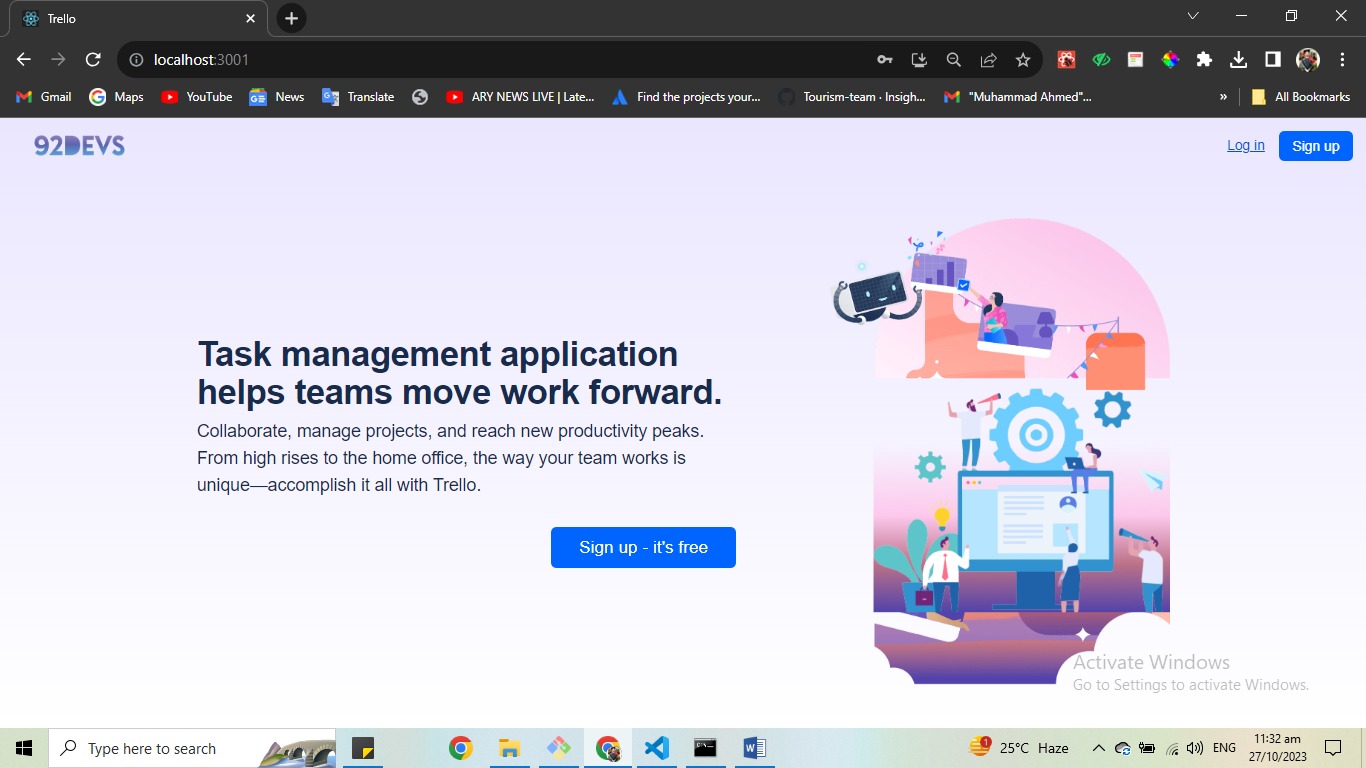 Trello
localhost:3001
Gmail
Maps
YouTube
News
Translate
ARY NEWS LIVE | Late...
Find the projects your...
Tourism-team · Insigh...
"Muhammad Ahmed"...
»
All Bookmarks
92DEVS
Log in
Sign up
Task management application
helps teams move work forward.
Collaborate, manage projects, and reach new productivity peaks.
From high rises to the home office, the way your team works is
unique—accomplish it all with Trello.
Sign up - it's free
Activate Windows
Go to Settings to activate Windows.
Type here to search
1
25°C Haze
ENG
11:32 am
27/10/2023